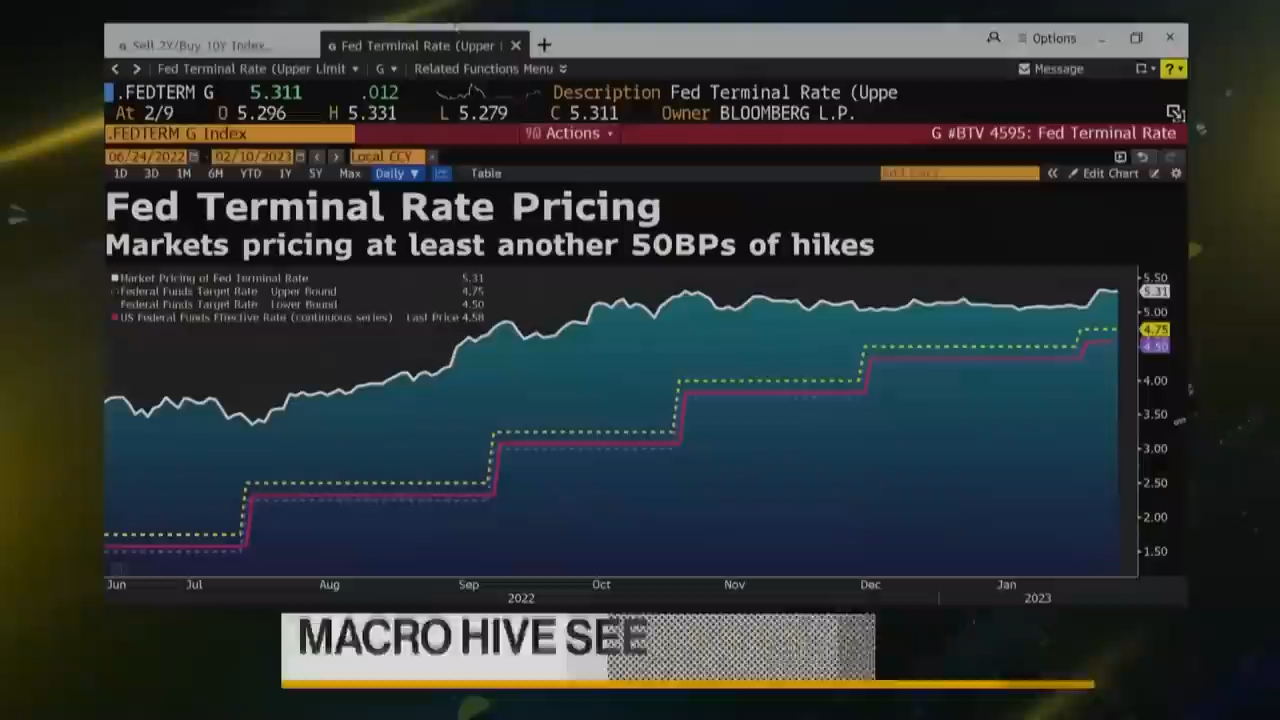 Sell 2Y/Buy 10Y Index...
Fed Terminal Rate (Upper
Options
Fed Terminal Rate (Upper Limit
G
Related Functions Menu
Message
?
.FEDTERM G 5.311 .012
Description Fed Terminal Rate (Uppe
At 2/9 O 5.296 H 5.331 L 5.279 C 5.311 Owner BLOOMBERG L.P.
.FEDTERM G Index
Actions
G #BTV 4595: Fed Terminal Rate
06/24/2022 - 02/10/2023 Local CCY
1D 3D 1M 6M YTD 1Y 5Y Max Daily ▼ Table
Edit Chart
Fed Terminal Rate Pricing
Markets pricing at least another 50BPs of hikes
Market Pricing of Fed Terminal Rate 5.31
Federal Funds Target Rate Upper Bound 4.75
Federal Funds Target Rate Lower Bound 4.50
US Federal Funds Effective Rate (continuous series) Last Price 4.58
5.50
5.31
5.00
4.75
4.50
4.00
3.50
3.00
2.50
2.00
1.50
Jun Jul Aug Sep Oct Nov Dec Jan
2022 2023
MACRO HIVE SEE